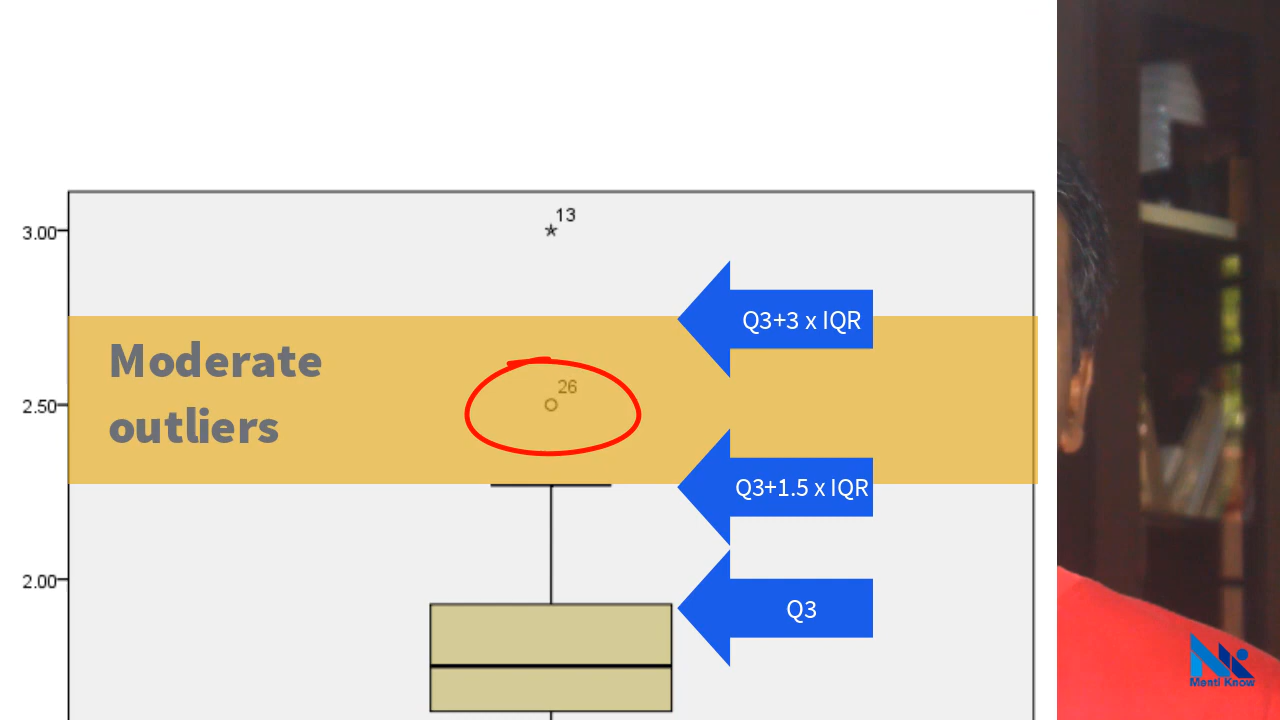 13
3.00
Q3+3 x IQR
Moderate
outliers
26
2.50
Q3+1.5 x IQR
2.00
Q3
Menti Know